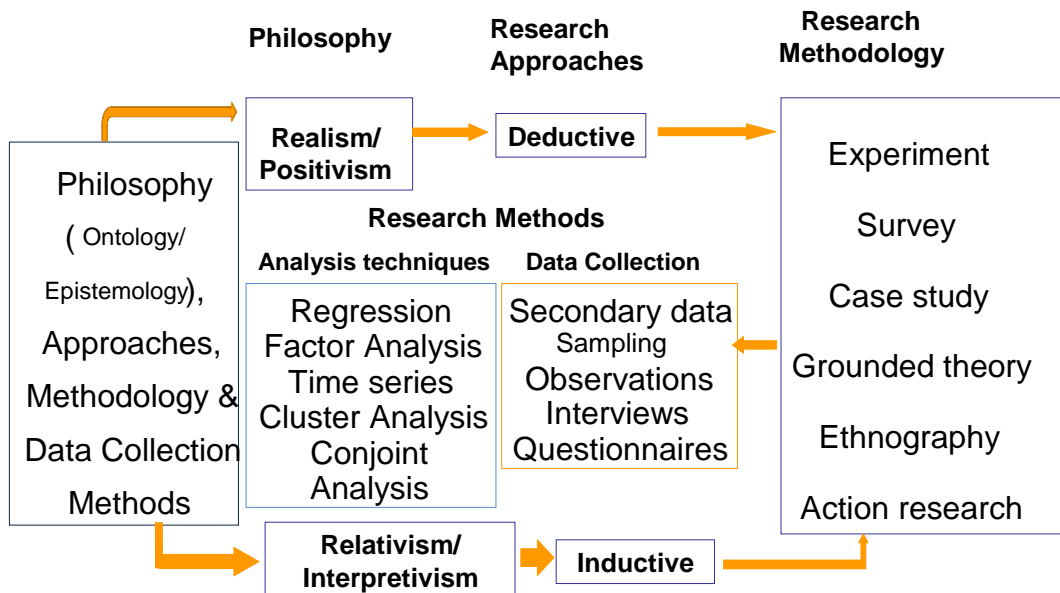 Philosophy
Research
Approaches
Research
Methodology
Realism/
Positivism
Deductive
Philosophy
( Ontology/
Epistemology),
Approaches,
Methodology &
Data Collection
Methods
Research Methods
Analysis techniques
Data Collection
Regression
Factor Analysis
Time series
Cluster Analysis
Conjoint
Analysis
Secondary data
Sampling
Observations
Interviews
Questionnaires
Experiment
Survey
Case study
Grounded theory
Ethnography
Action research
Relativism/
Interpretivism
Inductive